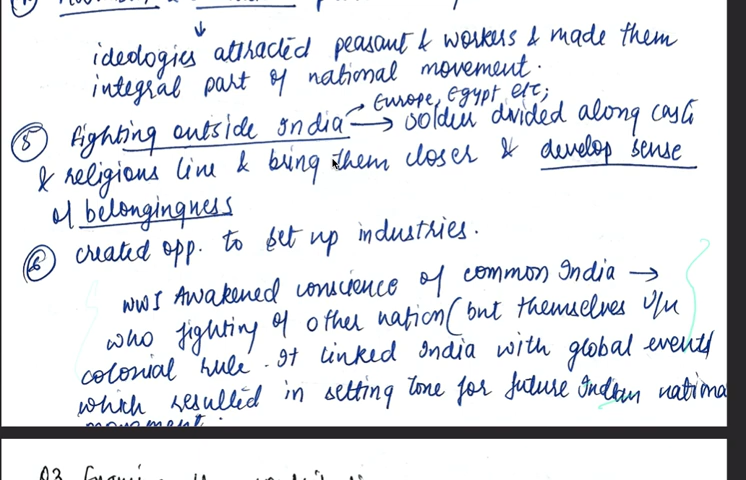 ideologies attracted peasant & workers & made them
integral part of national movement.
→ Europe, Egypt etc;
⑤ Fighting outside India → Soldier divided along caste
& religious line & bring them closer & develop sense
of belongingness
⑥ created opp. to set up industries.
WWI Awakened conscience of common India →
who fighting of other nation (but themselves u/u
colonial rule. It linked India with global events
which resulted in setting tone for future Indian nationa
movement.